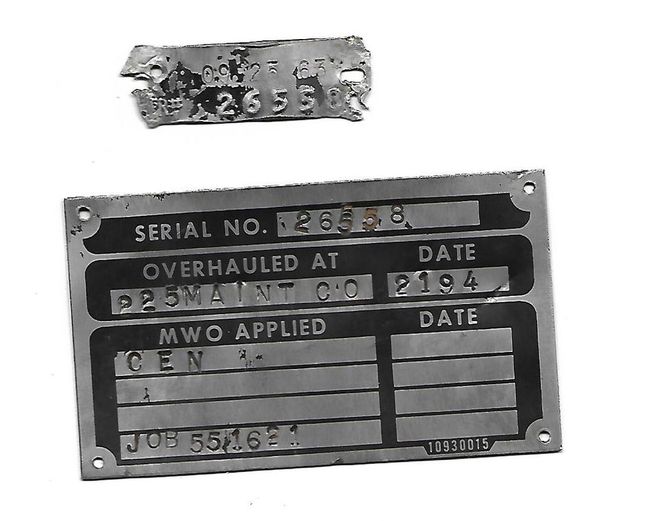 09 23 63
26558
SERIAL NO. 26558
OVERHAULED AT DATE
225MAINT CO 2194
MWO APPLIED DATE
CEN
JOB 551621
10930015